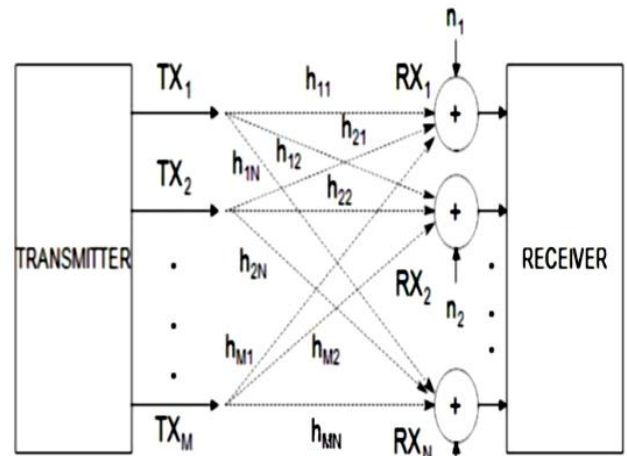 n₁
TX₁
h₁₁
RX₁
h₂₁
h₁₂
h₁N
TX₂
h₂₂
TRANSMITTER
RECEIVER
h₂N
RX₂
n₂
hM₁
hM₂
TXM
hMN
RXN